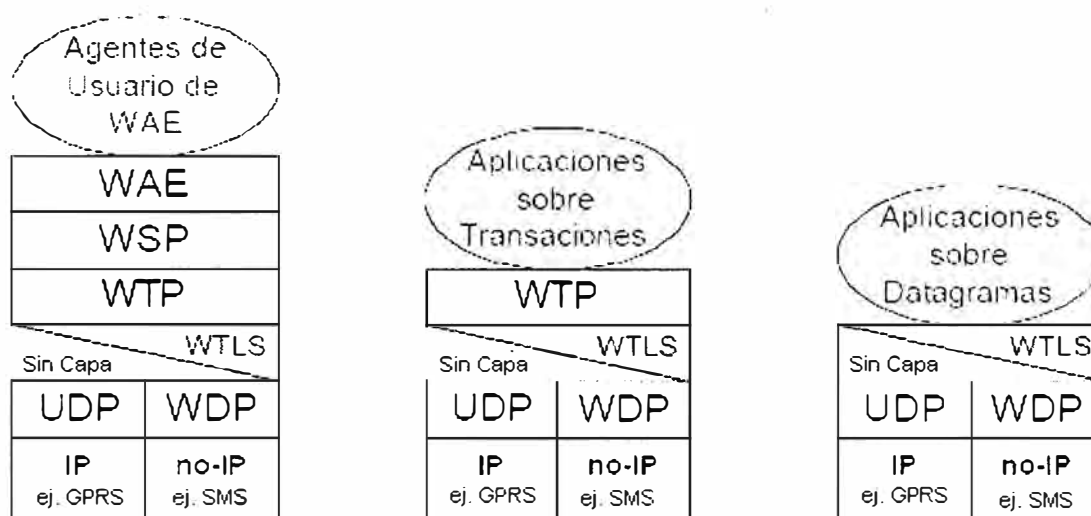 Agentes de
Usuario de
WAE
WAE
WSP
WTP
WTLS
Sin Capa
UDP WDP
IP no-IP
ej. GPRS ej. SMS
Aplicaciones
sobre
Transaciones
WTP
WTLS
Sin Capa
UDP WDP
IP no-IP
ej. GPRS ej. SMS
Aplicaciones
sobre
Datagramas
WTLS
Sin Capa
UDP WDP
IP no-IP
ej. GPRS ej. SMS